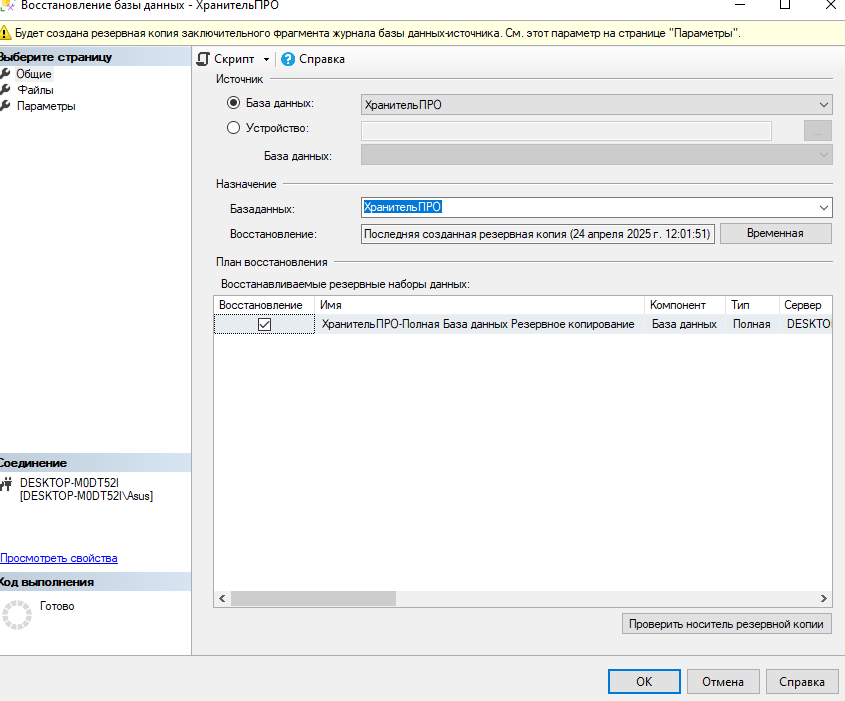 Восстановление базы данных - ХранительПРО
Будет создана резервная копия заключительного фрагмента журнала базы данных-источника. См. этот параметр на странице "Параметры".
Выберите страницу
Общие
Файлы
Параметры
Скрипт
Справка
Источник
База данных:
ХранительПРО
Устройство:
...
База данных:
Назначение
Базаданных:
ХранительПРО
Восстановление:
Последняя созданная резервная копия (24 апреля 2025 г. 12:01:51)
Временная
План восстановления
Восстанавливаемые резервные наборы данных:
Восстановление Имя Компонент Тип Сервер
ХранительПРО-Полная База данных Резервное копирование База данных Полная DESKTO
Соединение
DESKTOP-M0DT52I
[DESKTOP-M0DT52I\Asus]
Просмотреть свойства
Ход выполнения
Готово
Проверить носитель резервной копии
ОК
Отмена
Справка